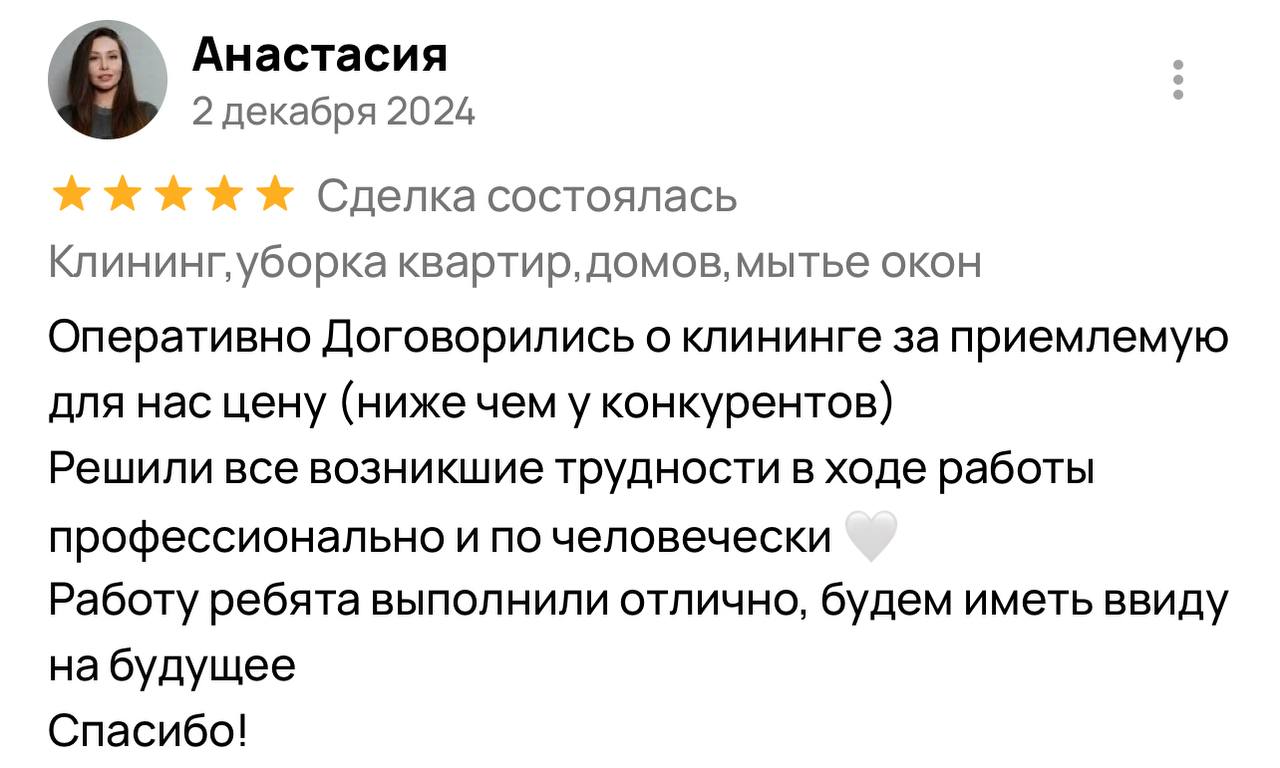 Анастасия
2 декабря 2024
Сделка состоялась
Клининг,уборка квартир,домов,мытье окон
Оперативно Договорились о клининге за приемлемую
для нас цену (ниже чем у конкурентов)
Решили все возникшие трудности в ходе работы
профессионально и по человечески 🤍
Работу ребята выполнили отлично, будем иметь ввиду
на будущее
Спасибо!